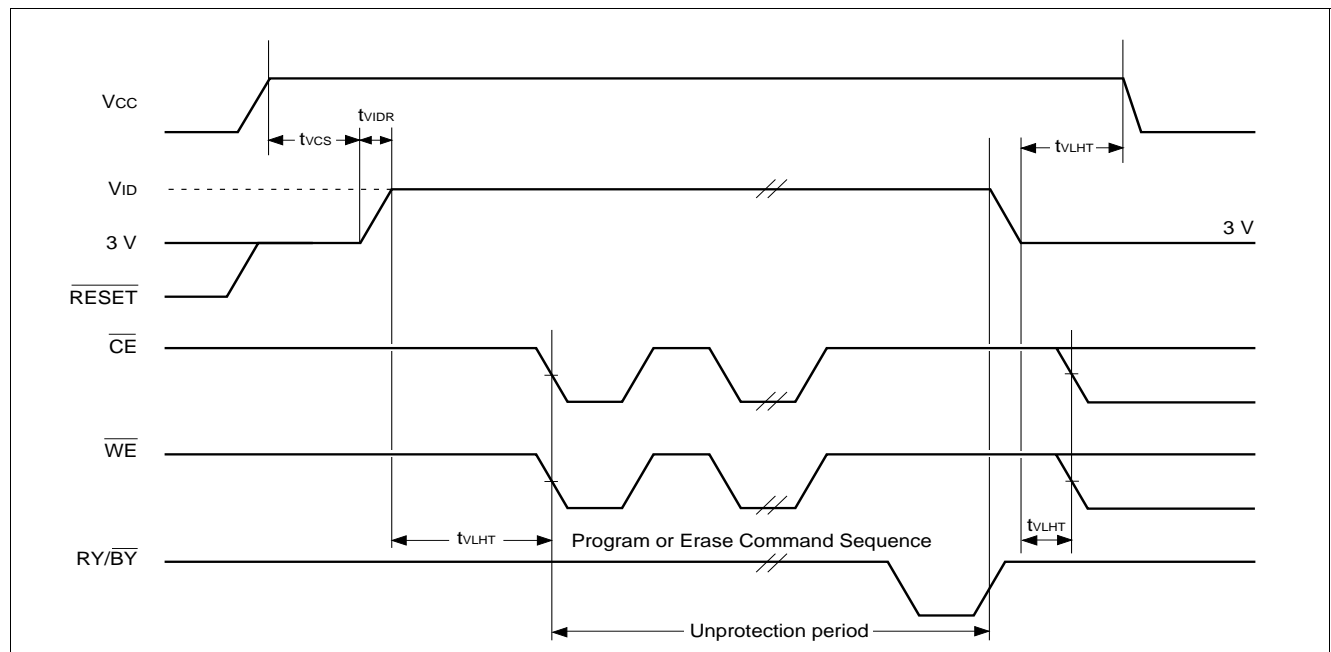 VCC
tVIDR
tVCS
tVLHT
VID
3 V
3 V
RESET
CE
WE
tVLHT
Program or Erase Command Sequence
tVLHT
RY/BY
Unprotection period